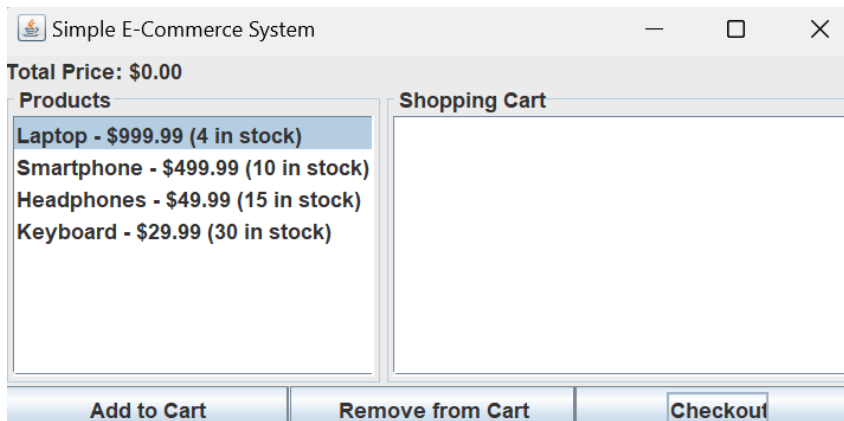 Simple E-Commerce System
Total Price: $0.00
Products
Shopping Cart
Laptop - $999.99 (4 in stock)
Smartphone - $499.99 (10 in stock)
Headphones - $49.99 (15 in stock)
Keyboard - $29.99 (30 in stock)
Add to Cart
Remove from Cart
Checkout